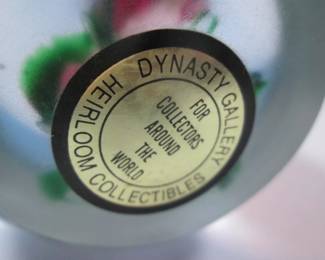 DYNASTY GALLERY
HEIRLOOM COLLECTIBLES
FOR
COLLECTORS
AROUND
THE
WORLD